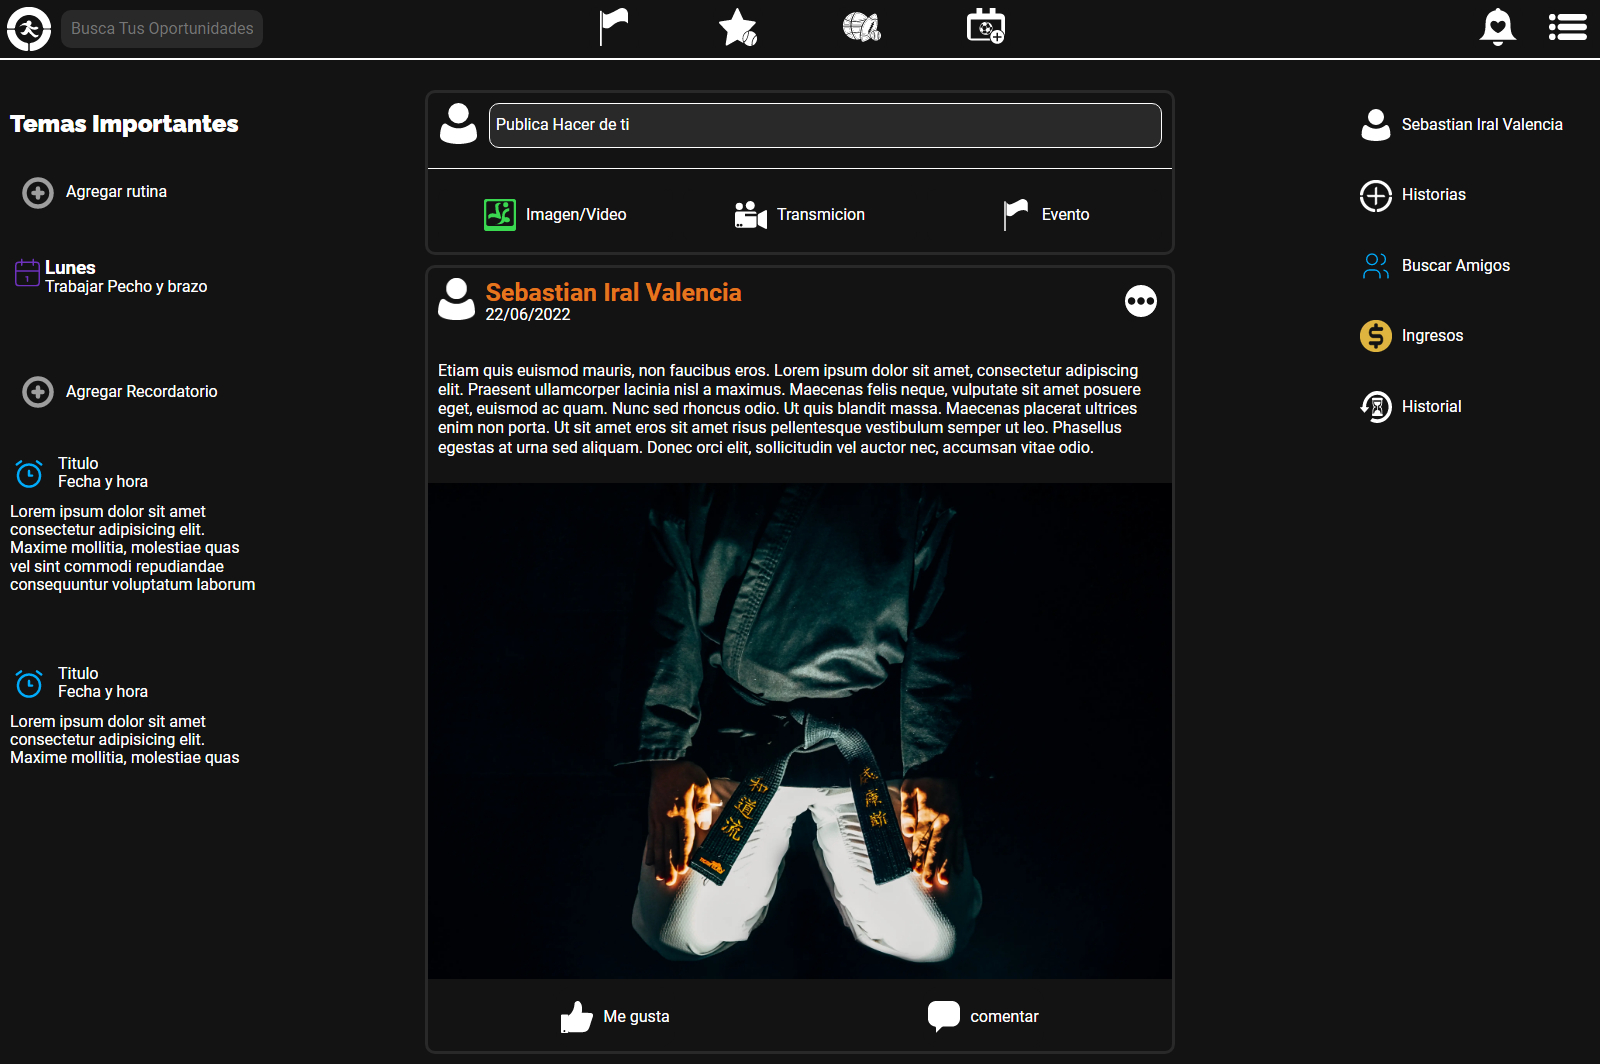 Busca Tus Oportunidades
Temas Importantes
Agregar rutina
1
Lunes
Trabajar Pecho y brazo
Agregar Recordatorio
Titulo
Fecha y hora
Lorem ipsum dolor sit amet
consectetur adipisicing elit.
Maxime mollitia, molestiae quas
vel sint commodi repudiandae
consequuntur voluptatum laborum
Titulo
Fecha y hora
Lorem ipsum dolor sit amet
consectetur adipisicing elit.
Maxime mollitia, molestiae quas
Publica Hacer de ti
Imagen/Video
Transmicion
Evento
Sebastian Iral Valencia
22/06/2022
Etiam quis euismod mauris, non faucibus eros. Lorem ipsum dolor sit amet, consectetur adipiscing
elit. Praesent ullamcorper lacinia nisl a maximus. Maecenas felis neque, vulputate sit amet posuere
eget, euismod ac quam. Nunc sed rhoncus odio. Ut quis blandit massa. Maecenas placerat ultrices
enim non porta. Ut sit amet eros sit amet risus pellentesque vestibulum semper ut leo. Phasellus
egestas at urna sed aliquam. Donec orci elit, sollicitudin vel auctor nec, accumsan vitae odio.
和道流
Me gusta
comentar
Sebastian Iral Valencia
Historias
Buscar Amigos
$
Ingresos
Historial